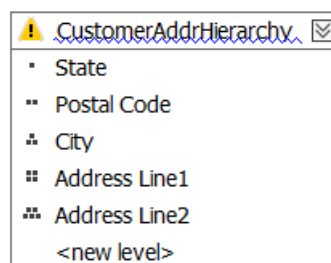 CustomerAddrHierarchy
State
Postal Code
City
Address Line1
Address Line2
<new level>